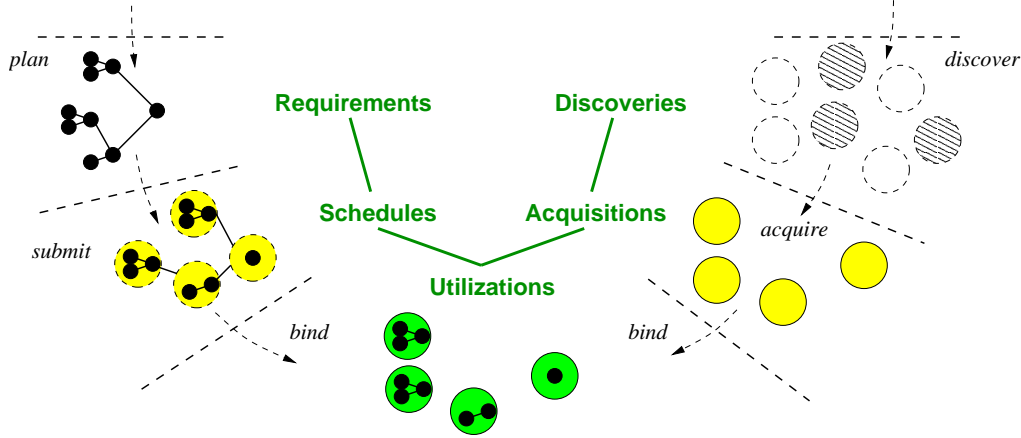 plan
discover
Requirements
Discoveries
Schedules
Acquisitions
submit
acquire
Utilizations
bind
bind